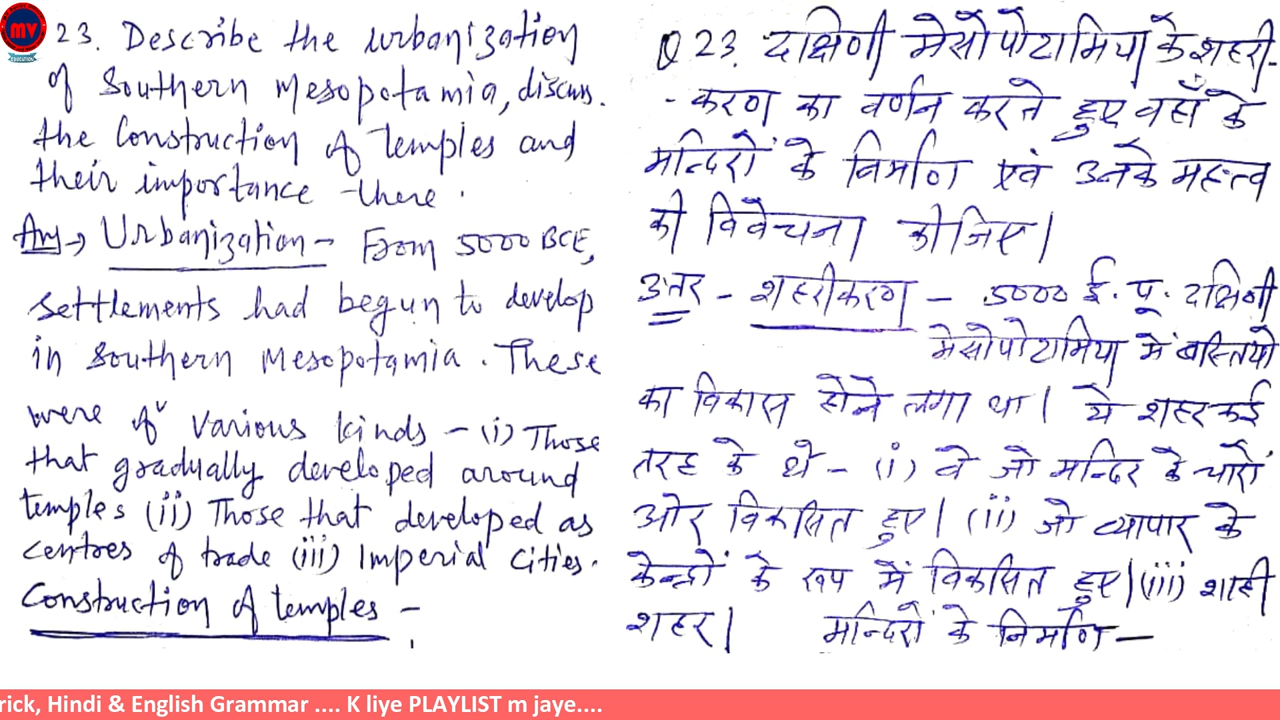 mv
EDUCATION
23. Describe the urbanization
of Southern Mesopotamia, discuss
the Construction of temples and
their importance there.
Ans → Urbanization - From 5000 BCE,
settlements had begun to develop
in Southern Mesopotamia. These
were of various kinds - (i) Those
that gradually developed around
temples (ii) Those that developed as
centres of trade (iii) Imperial Cities.
Construction of temples -
Q 23. दक्षिणी मेसोपोटामिया के शहरी-
- करण का वर्णन करते हुए वहाँ के
मन्दिरों के निर्माण एवं उनके महत्व
की विवेचना कीजिए।
उत्तर - शहरीकरण - 5000 ई. पू. दक्षिणी
मेसोपोटामिया में बस्तियों
का विकास होने लगा था। ये शहर कई
तरह के थे - (i) वे जो मन्दिर के चारों
ओर विकसित हुए। (ii) जो व्यापार के
केन्द्रों के रूप में विकसित हुए। (iii) शाही
शहर। मन्दिरों के निर्माण -
rick, Hindi & English Grammar .... K liye PLAYLIST m jaye....